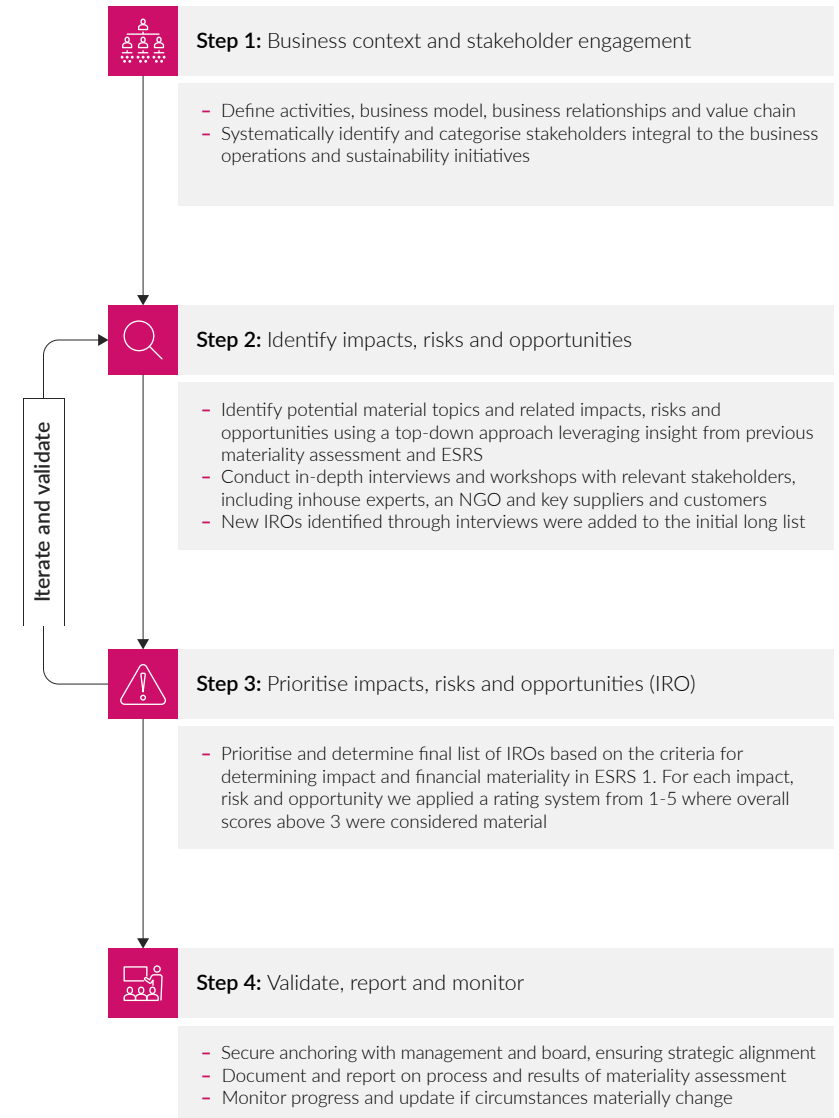 Step 1: Business context and stakeholder engagement
– Define activities, business model, business relationships and value chain
– Systematically identify and categorise stakeholders integral to the business
operations and sustainability initiatives
Step 2: Identify impacts, risks and opportunities
– Identify potential material topics and related impacts, risks and
opportunities using a top-down approach leveraging insight from previous
materiality assessment and ESRS
– Conduct in-depth interviews and workshops with relevant stakeholders,
including inhouse experts, an NGO and key suppliers and customers
– New IROs identified through interviews were added to the initial long list
Iterate and validate
Step 3: Prioritise impacts, risks and opportunities (IRO)
– Prioritise and determine final list of IROs based on the criteria for
determining impact and financial materiality in ESRS 1. For each impact,
risk and opportunity we applied a rating system from 1-5 where overall
scores above 3 were considered material
Step 4: Validate, report and monitor
– Secure anchoring with management and board, ensuring strategic alignment
– Document and report on process and results of materiality assessment
– Monitor progress and update if circumstances materially change